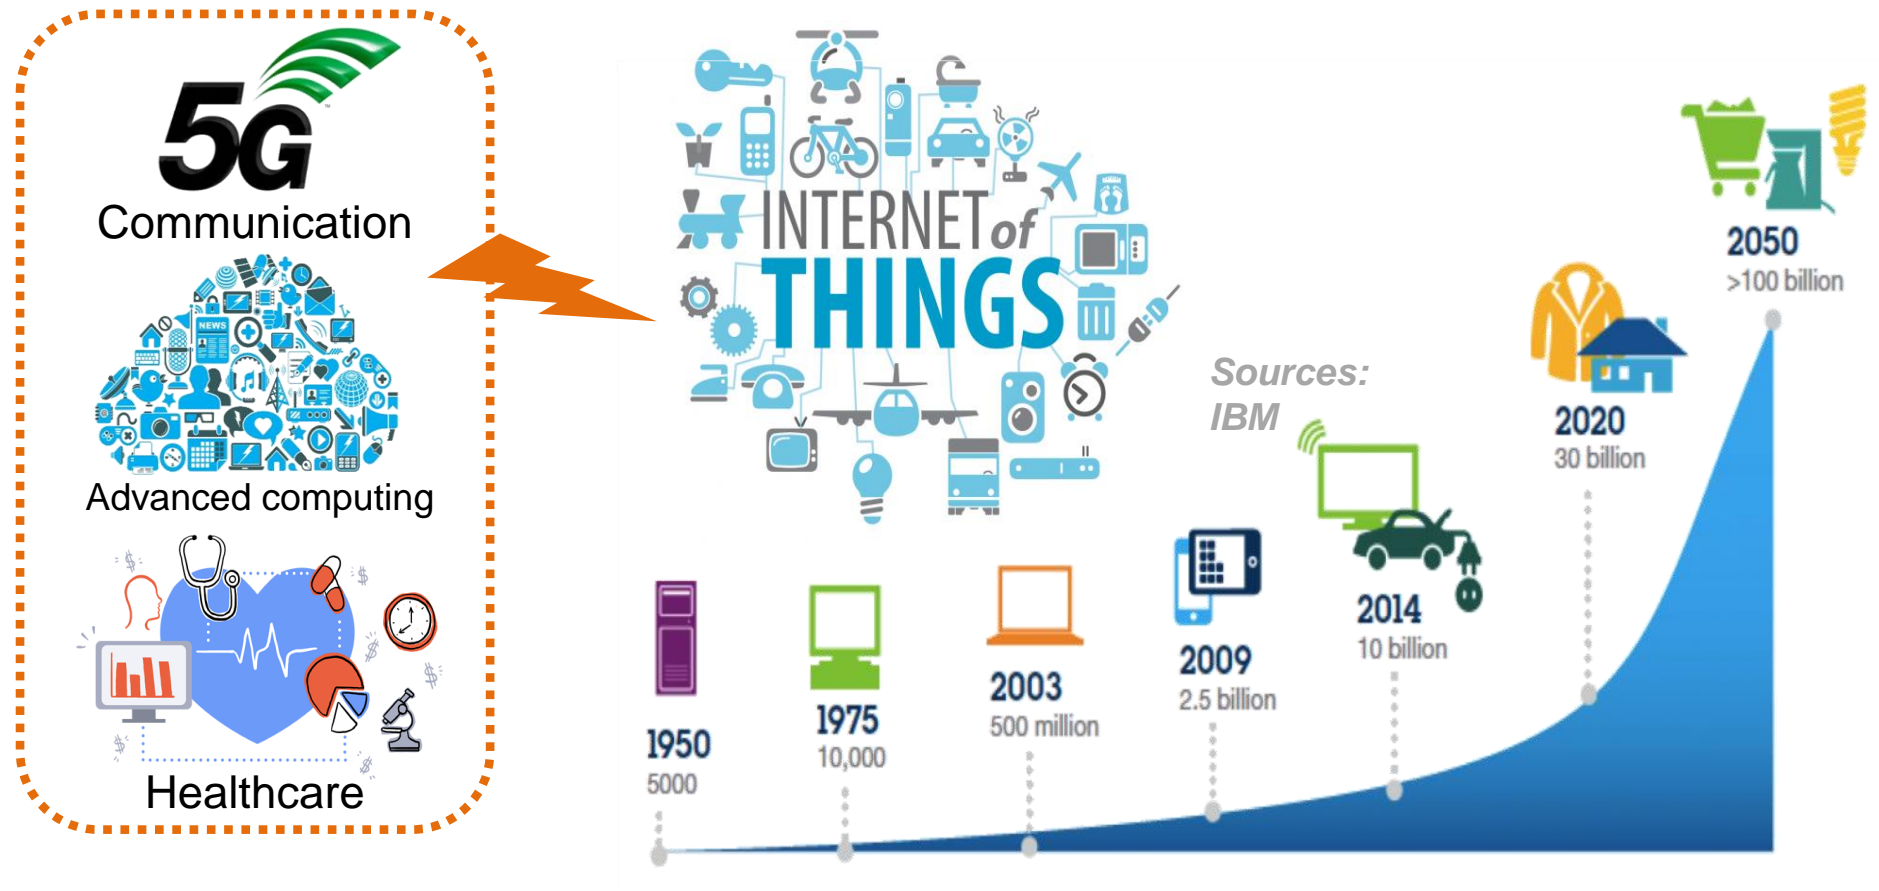 5G
™
Communication
NEWS
Advanced computing
Healthcare
INTERNET of
THINGS
Sources:
IBM
1950
5000
1975
10,000
2003
500 million
2009
2.5 billion
2014
10 billion
2020
30 billion
2050
>100 billion